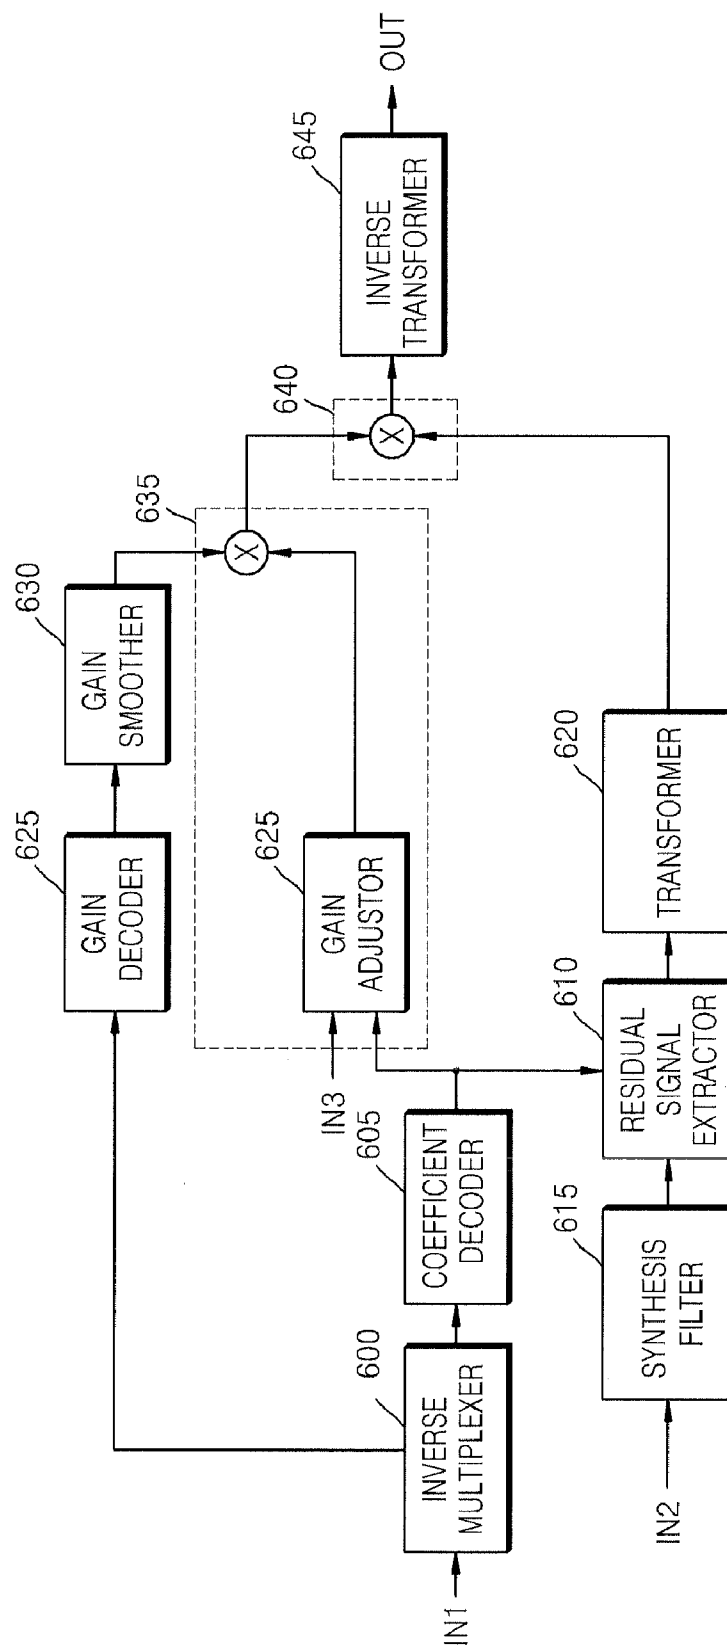 IN1
INVERSE
MULTIPLEXER
600
COEFFICIENT
DECODER
605
GAIN
DECODER
625
GAIN
SMOOTHER
630
IN3
GAIN
ADJUSTOR
625
635
X
IN2
SYNTHESIS
FILTER
615
RESIDUAL
SIGNAL
EXTRACTOR
610
TRANSFORMER
620
640
X
INVERSE
TRANSFORMER
645
OUT